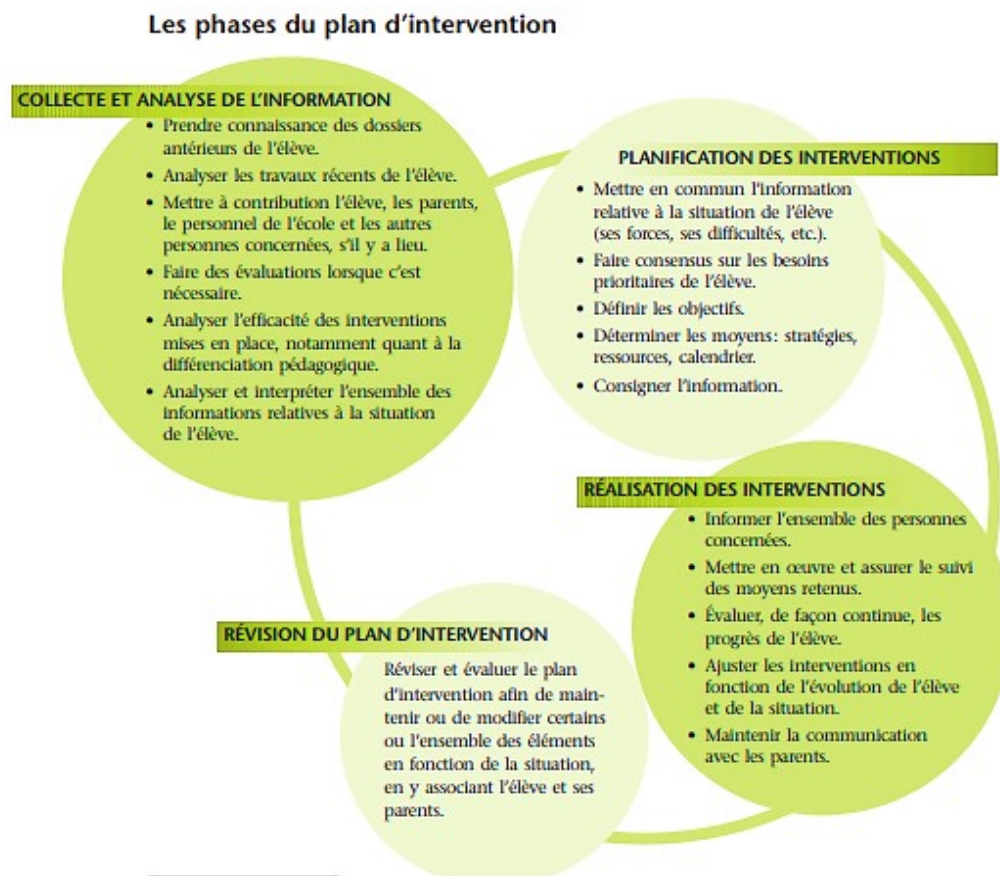 Les phases du plan d'intervention
COLLECTE ET ANALYSE DE L'INFORMATION
• Prendre connaissance des dossiers
antérieurs de l'élève.
• Analyser les travaux récents de l'élève.
• Mettre à contribution l'élève, les parents,
le personnel de l'école et les autres
personnes concernées, s'il y a lieu.
• Faire des évaluations lorsque c'est
nécessaire.
• Analyser l'efficacité des interventions
mises en place, notamment quant à la
différenciation pédagogique.
• Analyser et interpréter l'ensemble des
informations relatives à la situation
de l'élève.
PLANIFICATION DES INTERVENTIONS
• Mettre en commun l'information
relative à la situation de l'élève
(ses forces, ses difficultés, etc.).
• Faire consensus sur les besoins
prioritaires de l'élève.
• Définir les objectifs.
• Déterminer les moyens: stratégies,
ressources, calendrier.
• Consigner l'information.
RÉALISATION DES INTERVENTIONS
• Informer l'ensemble des personnes
concernées.
• Mettre en œuvre et assurer le suivi
des moyens retenus.
• Évaluer, de façon continue, les
progrès de l'élève.
• Ajuster les interventions en
fonction de l'évolution de l'élève
et de la situation.
• Maintenir la communication
avec les parents.
RÉVISION DU PLAN D'INTERVENTION
Réviser et évaluer le plan
d'intervention afin de main-
tenir ou de modifier certains
ou l'ensemble des éléments
en fonction de la situation,
en y associant l'élève et ses
parents.